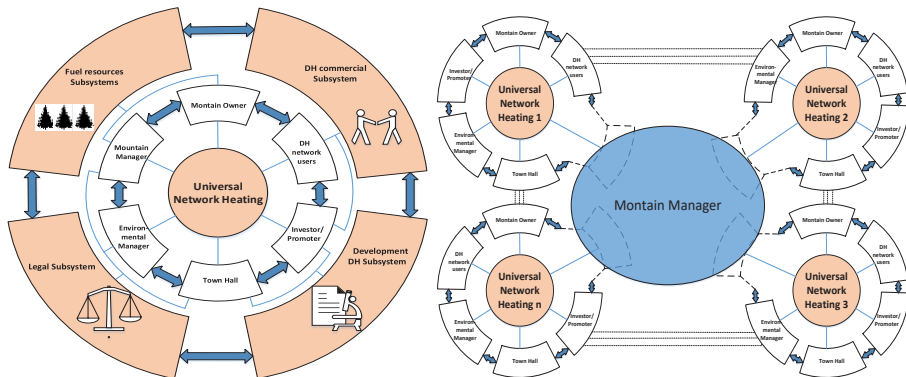 Fuel resources
Subsystems
DH commercial
Subsystem
Montain Owner
Mountain
Manager
DH
network
users
Universal
Network Heating
Environ-
mental
Manager
Investor/
Promoter
Town Hall
Legal Subsystem
Development
DH Subsystem
Montain Owner
Investor/
Promoter
DH
network
users
Universal
Network
Heating 1
Environ
mental
Manager
Town Hall
Montain Owner
Environ
mental
Manager
DH
network
users
Universal
Network
Heating 2
Investor/
Promoter
Town Hall
Montain Manager
Montain Owner
DH
network
users
Universal
Network
Heating n
Environ
mental
Manager
Investor/
Promoter
Town Hall
Montain Owner
DH
network
users
Universal
Network
Heating 3
Environ
mental
Manager
Investor/
Promoter
Town Hall